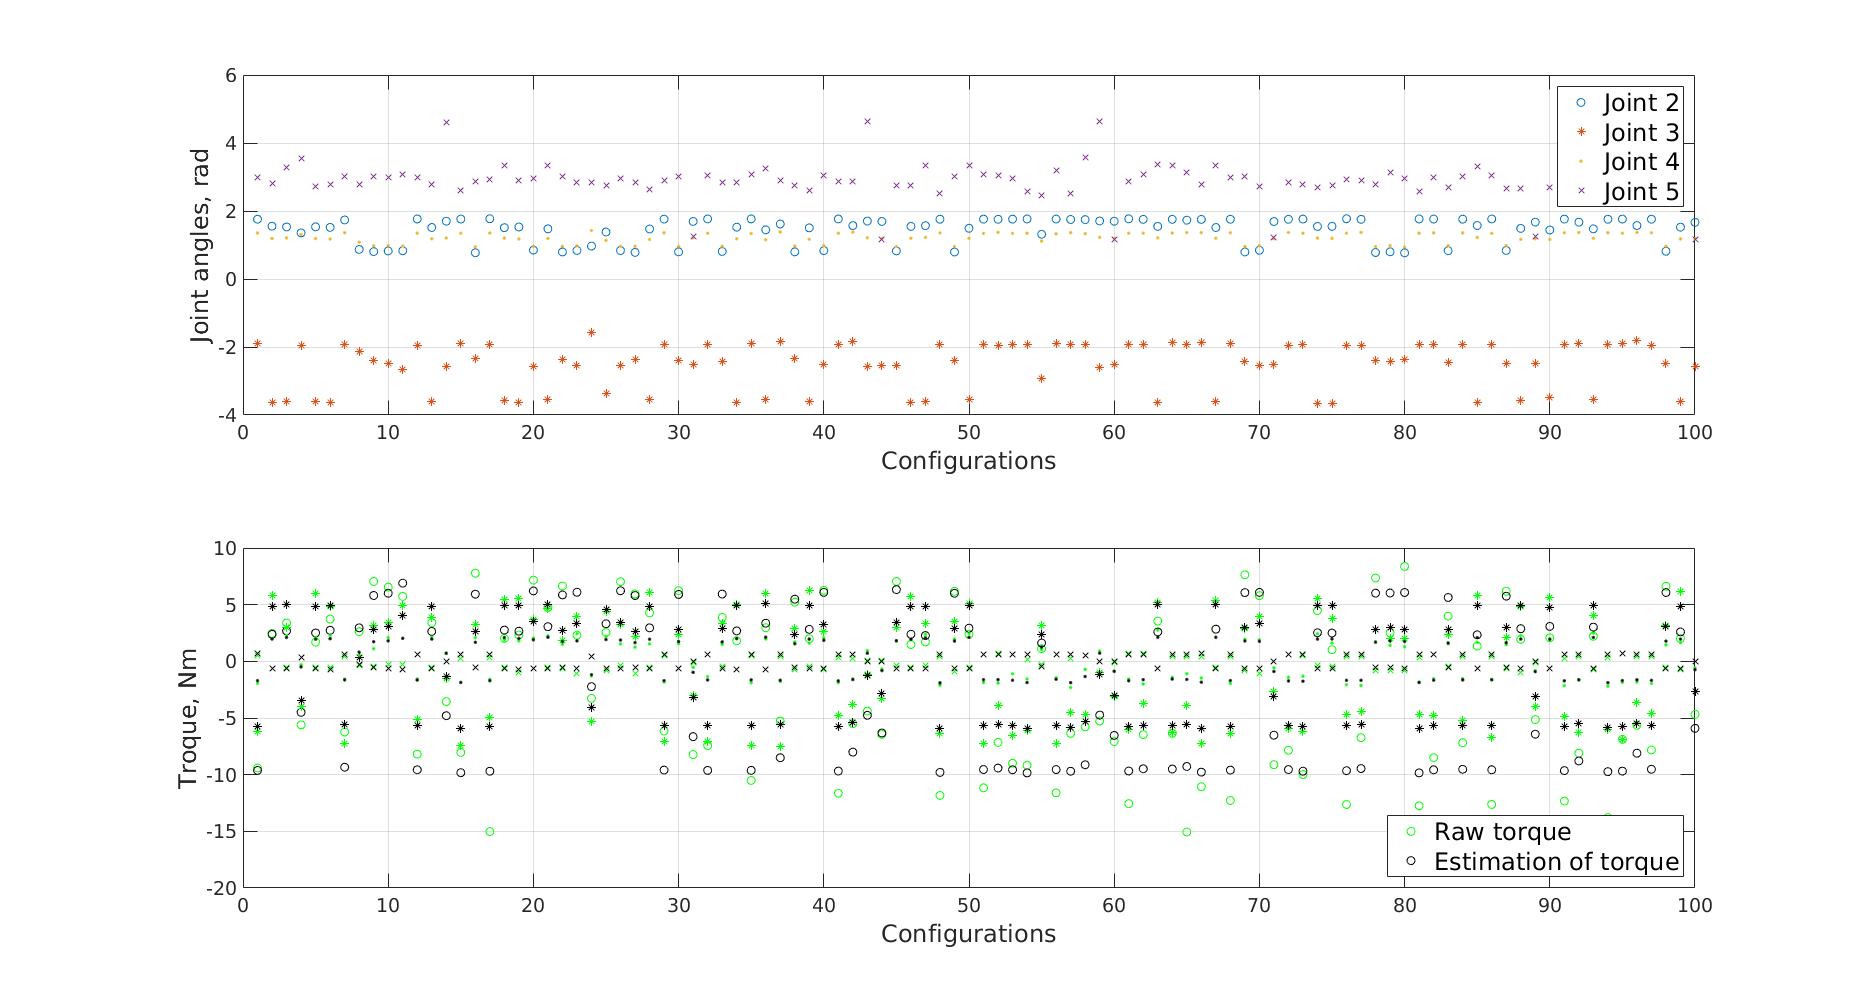 6
4
2
0
-2
-4
Joint angles, rad
Joint 2
Joint 3
Joint 4
Joint 5
0 10 20 30 40 50 60 70 80 90 100
Configurations
10
5
0
-5
-10
-15
-20
Troque, Nm
Raw torque
Estimation of torque
0 10 20 30 40 50 60 70 80 90 100
Configurations